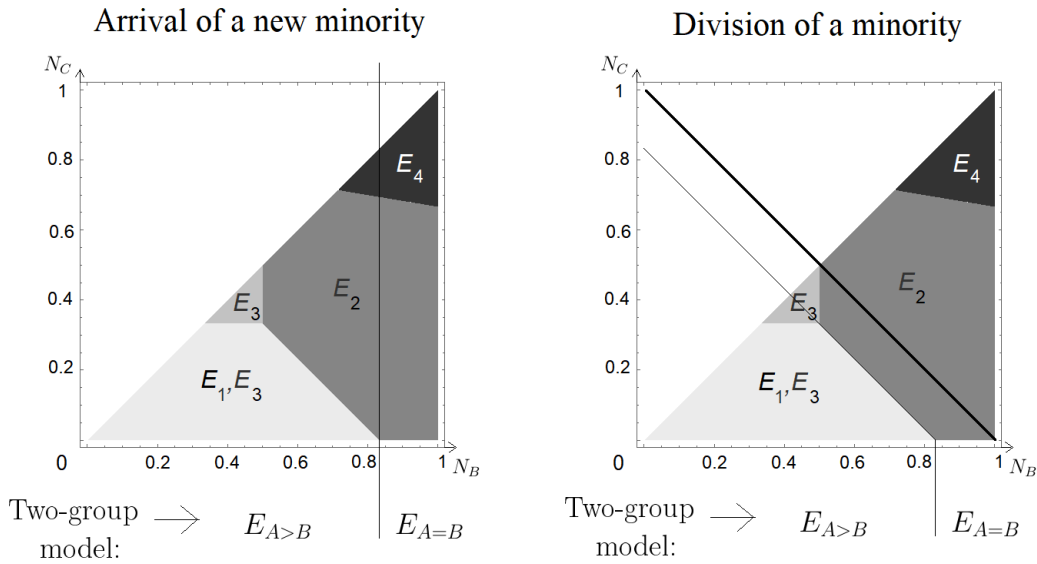 Arrival of a new minority
N_C
1
0.8
0.6
0.4
0.2
0
0.2
0.4
0.6
0.8
1
N_B
E_4
E_2
E_3
E_1,E_3
Two-group model:
E_{A>B}
E_{A=B}
Division of a minority
N_C
1
0.8
0.6
0.4
0.2
0
0.2
0.4
0.6
0.8
1
N_B
E_4
E_2
E_3
E_1,E_3
Two-group model:
E_{A>B}
E_{A=B}